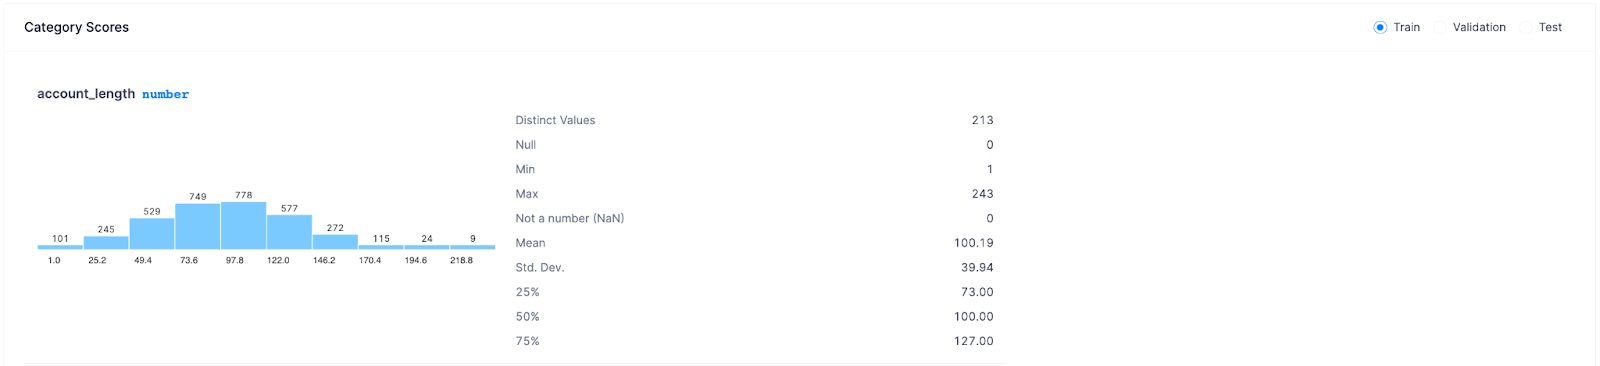 Category Scores
Train Validation Test
account_length number
Distinct Values 213
Null 0
Min 1
Max 243
Not a number (NaN) 0
Mean 100.19
Std. Dev. 39.94
25% 73.00
50% 100.00
75% 127.00
101 245 529 749 778 577 272 115 24 9
1.0 25.2 49.4 73.6 97.8 122.0 146.2 170.4 194.6 218.8